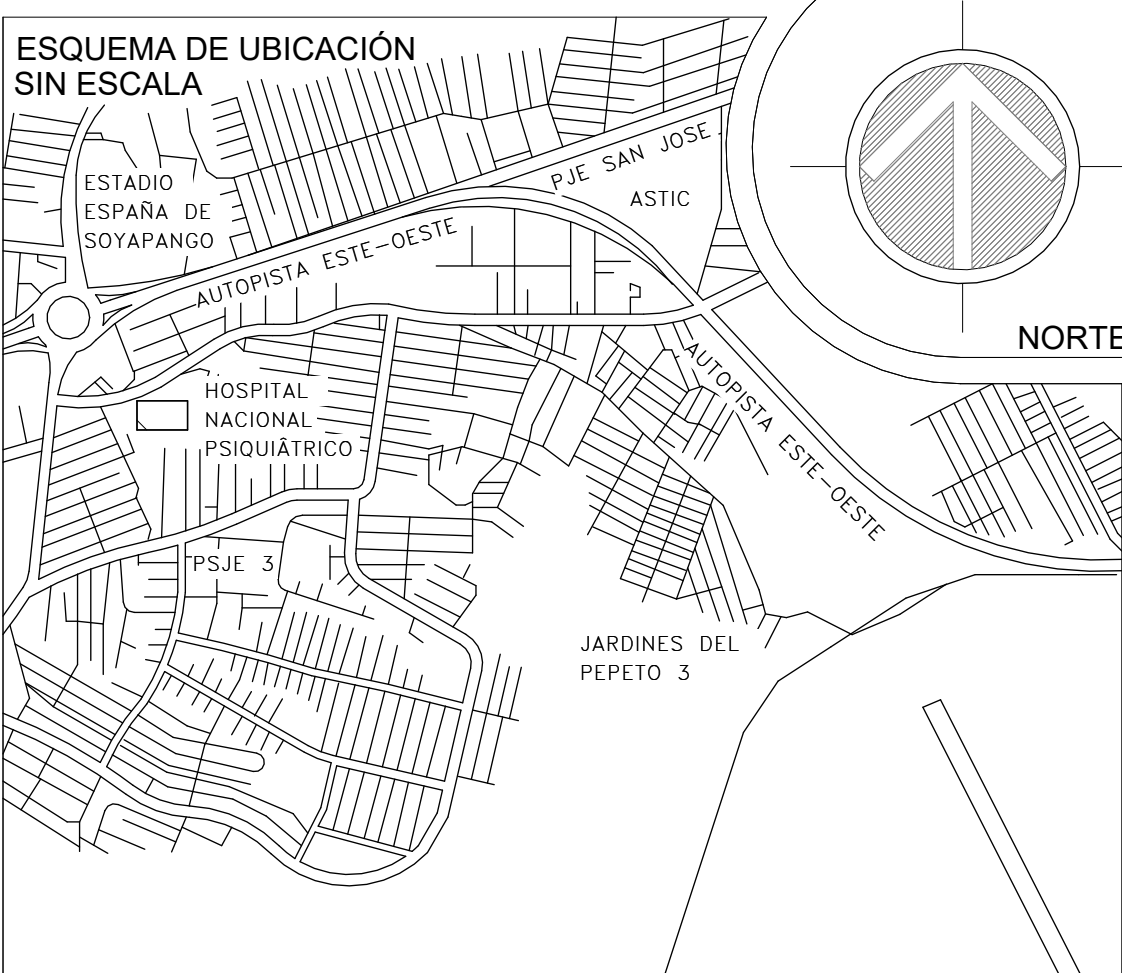 ESQUEMA DE UBICACIÓN
SIN ESCALA
NORTE
ESTADIO
ESPAÑA DE
SOYAPANGO
PJE SAN JOSE
ASTIC
AUTOPISTA ESTE-OESTE
HOSPITAL
NACIONAL
PSIQUIÂTRICO
AUTOPISTA ESTE-OESTE
PSJE 3
JARDINES DEL
PEPETO 3